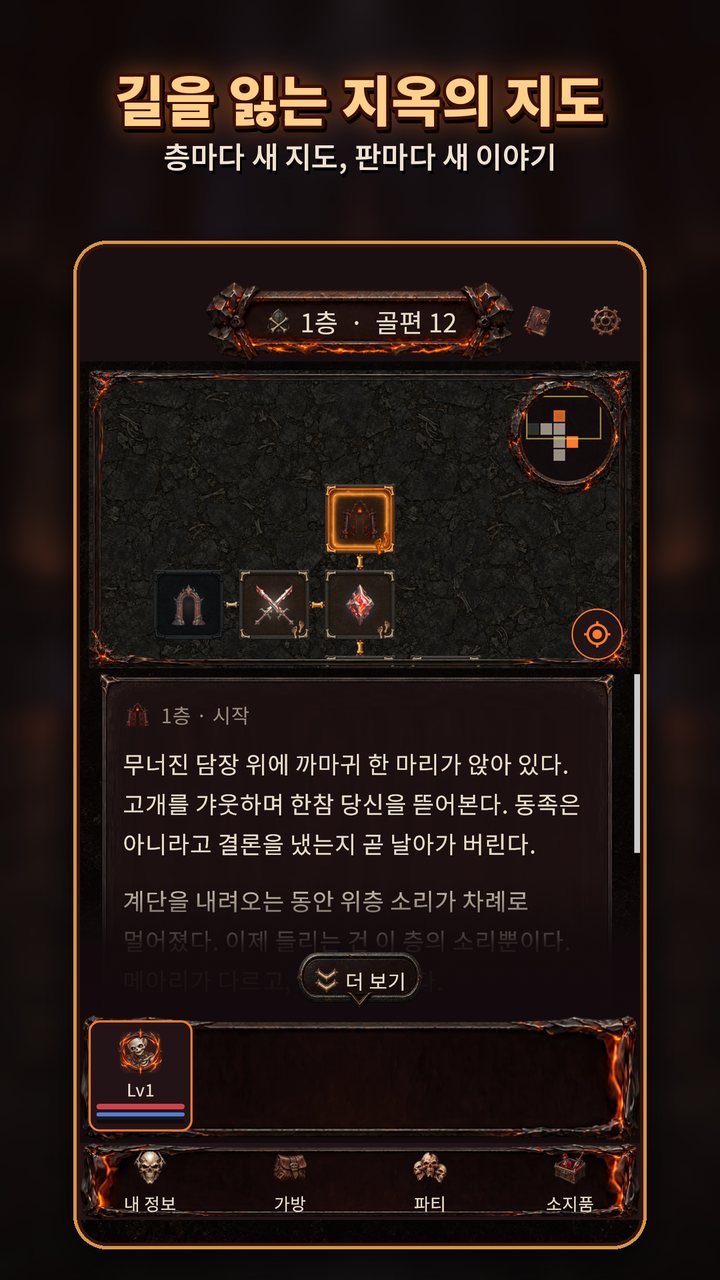 길을 잃는 지옥의 지도
층마다 새 지도, 판마다 새 이야기
1층 · 골편 12
1층 · 시작
무너진 담장 위에 까마귀 한 마리가 앉아 있다.
고개를 갸웃하며 한참 당신을 뜯어본다. 동족은
아니라고 결론을 냈는지 곧 날아가 버린다.
계단을 내려오는 동안 위층 소리가 차례로
멀어졌다. 이제 들리는 건 이 층의 소리뿐이다.
메아리가 다르고,
더 보기
Lv1
내 정보
가방
파티
소지품